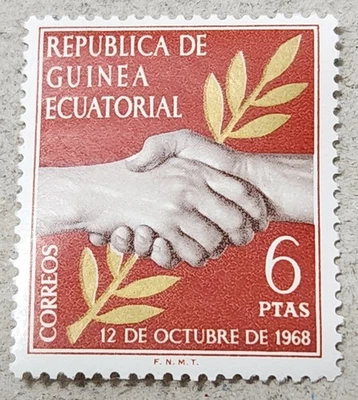 REPUBLICA DE
GUINEA
ECUATORIAL
CORREOS
6
PTAS
12 DE OCTUBRE DE 1968
F. N. M. T.